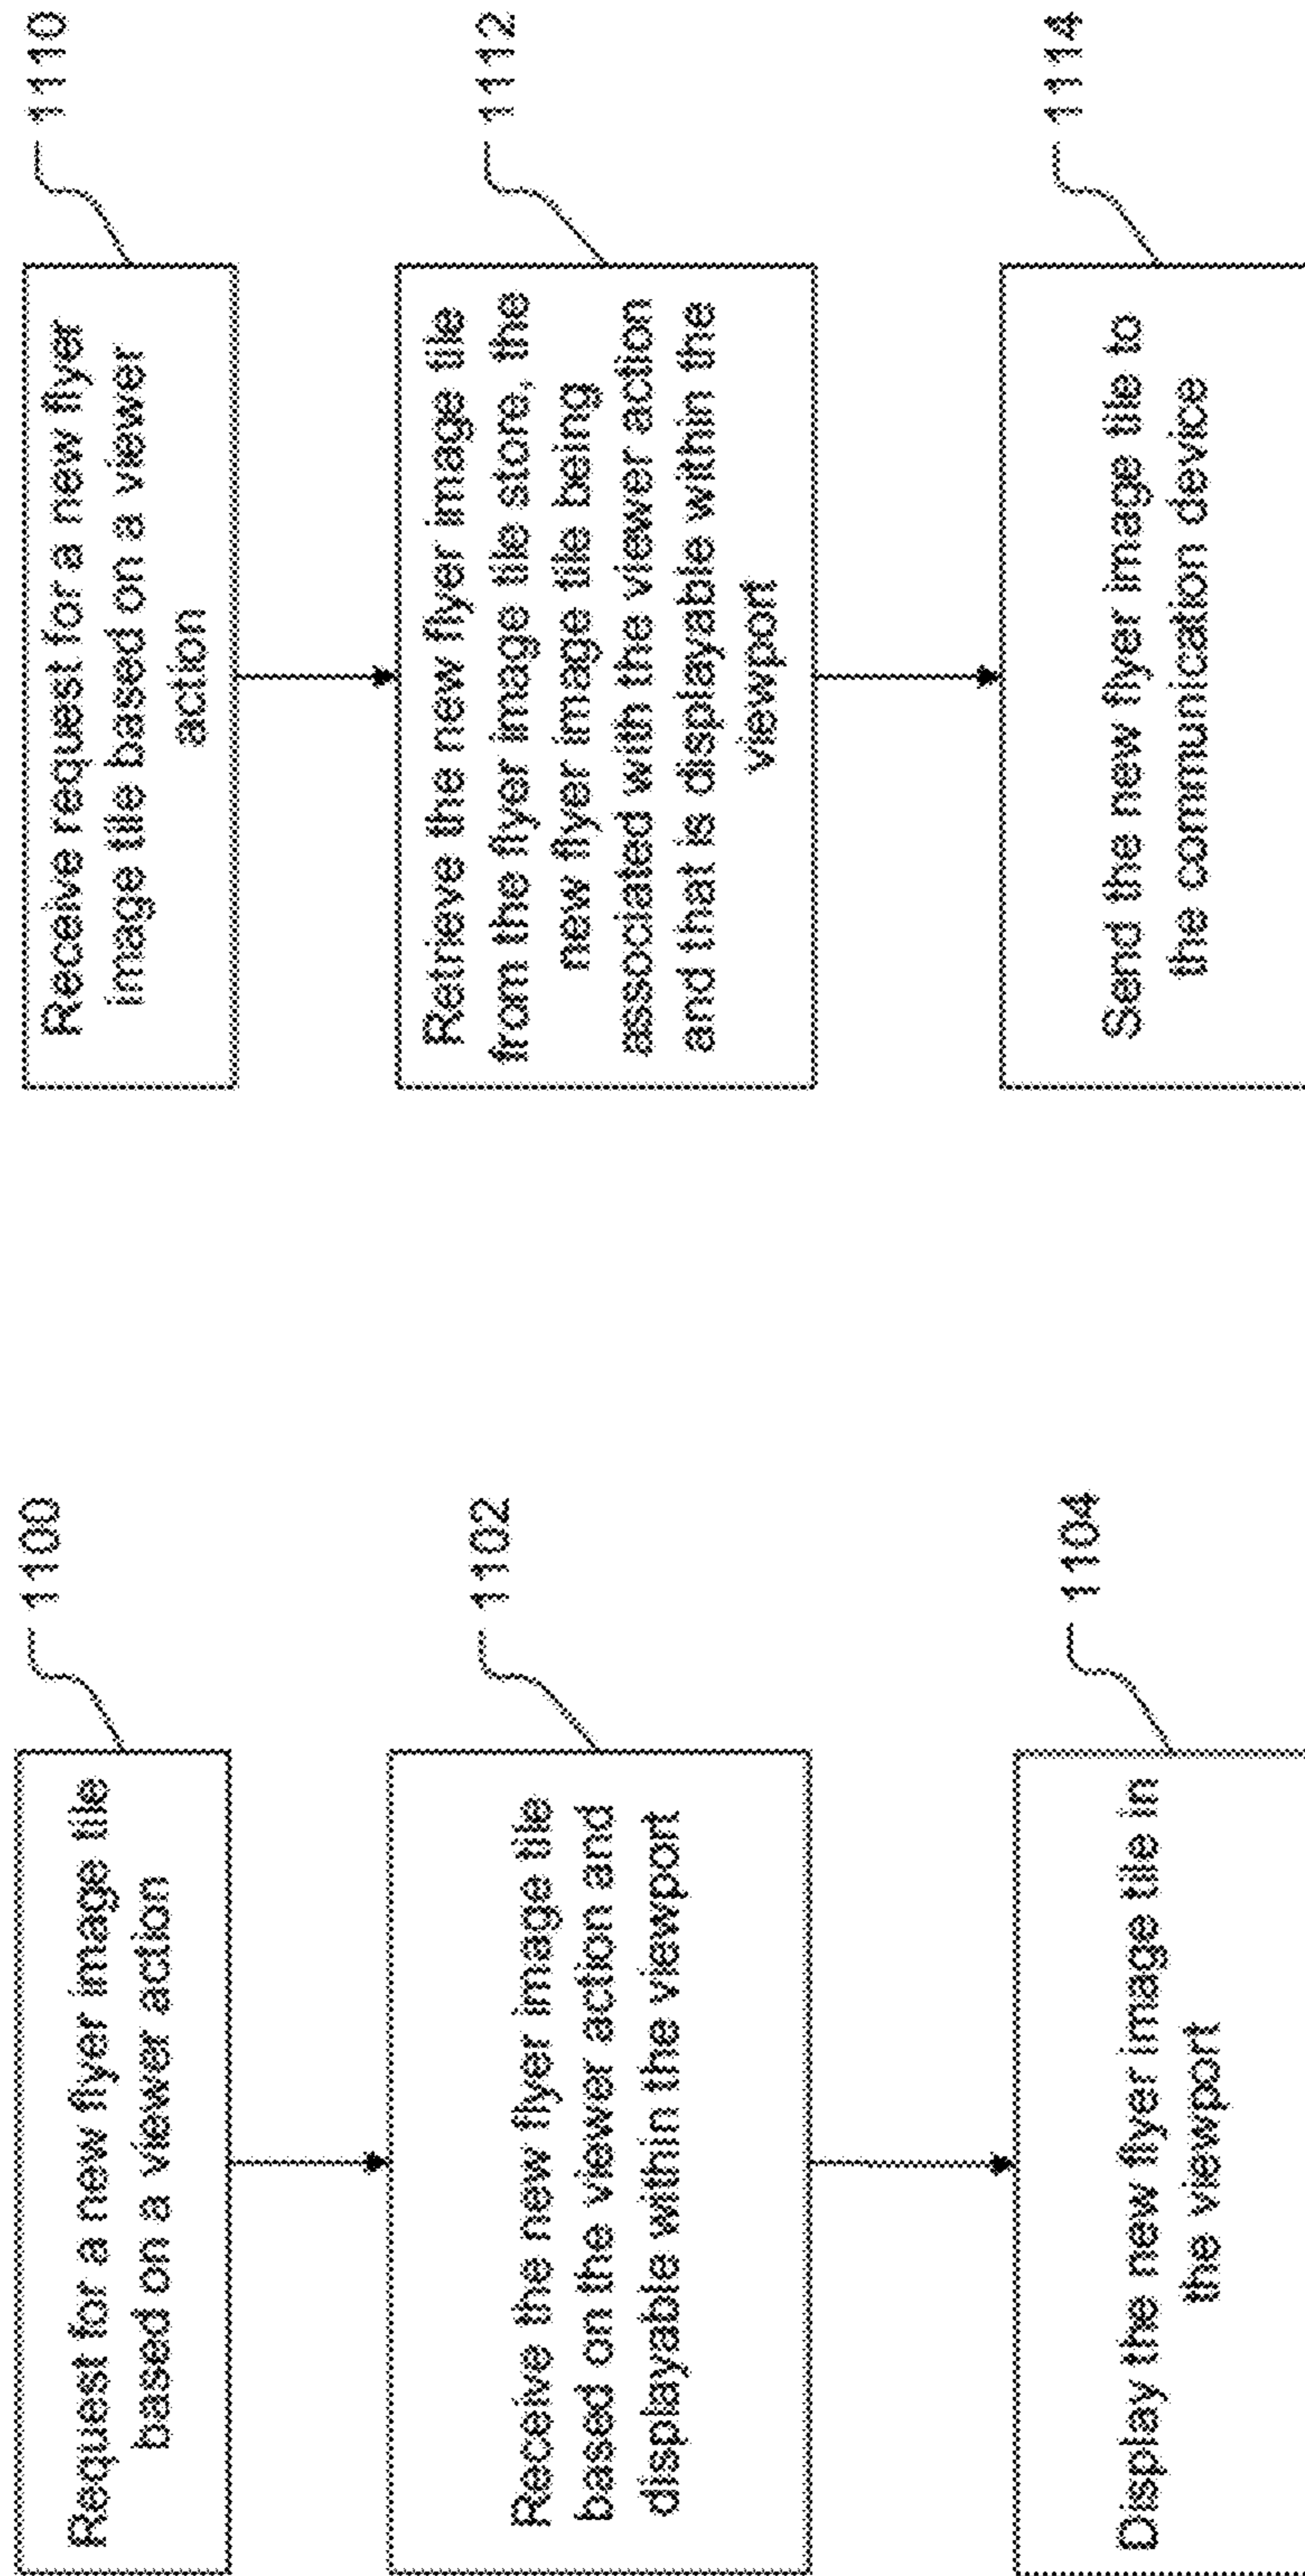 Request for a new flyer image tile
based on a viewer action
1100
Receive the new flyer image tile
based on the viewer action and
displayable within the viewport
1102
Display the new flyer image tile in
the viewport
1104
Receive request for a new flyer
image tile based on a viewer
action
1110
Retrieve the new flyer image tile
from the flyer image tile store, the
new flyer image tile being
associated with the viewer action
and that is displayable within the
viewport
1112
Send the new flyer image tile to
the communication device
1114